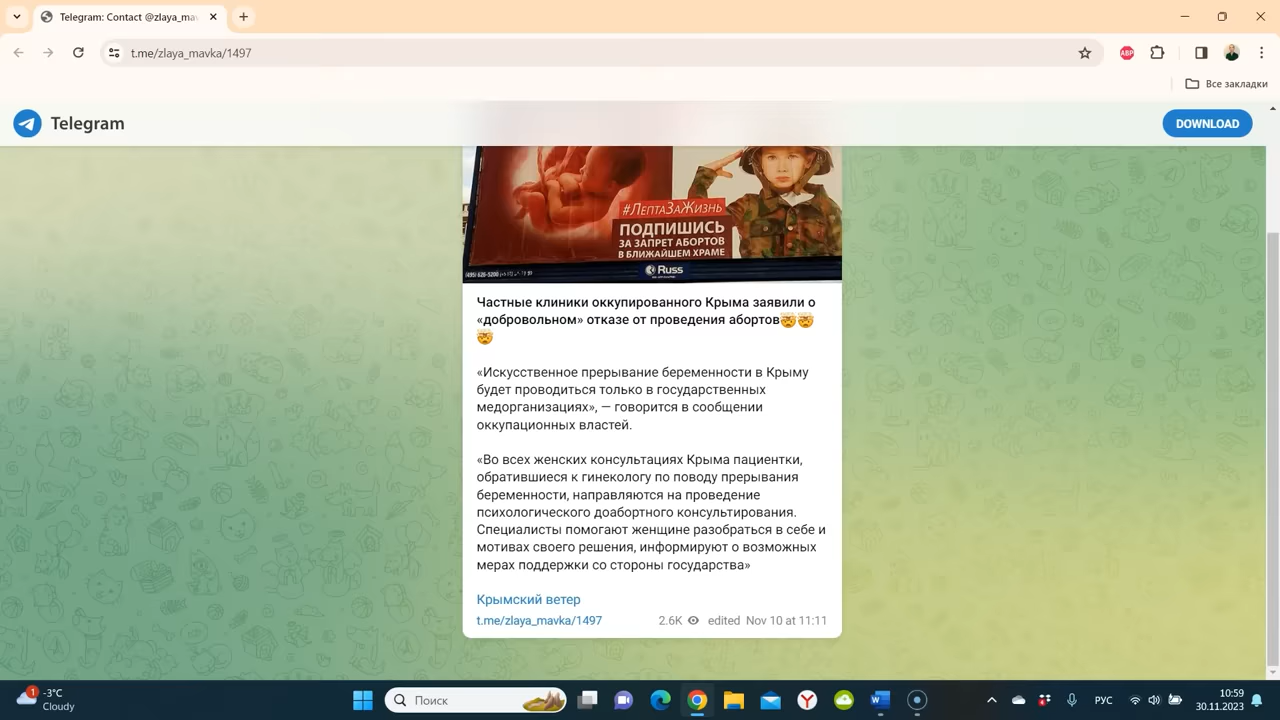 Telegram: Contact @zlaya_mav
t.me/zlaya_mavka/1497
ABP
Все закладки
Telegram
DOWNLOAD
#ЛептаЗаЖизнь
ПОДПИШИСЬ
ЗА ЗАПРЕТ АБОРТОВ
В БЛИЖАЙШЕМ ХРАМЕ
Russ
Частные клиники оккупированного Крыма заявили о
«добровольном» отказе от проведения абортов🤯🤯
🤯
«Искусственное прерывание беременности в Крыму
будет проводиться только в государственных
медорганизациях», — говорится в сообщении
оккупационных властей.
«Во всех женских консультациях Крыма пациентки,
обратившиеся к гинекологу по поводу прерывания
беременности, направляются на проведение
психологического доабортного консультирования.
Специалисты помогают женщине разобраться в себе и
мотивах своего решения, информируют о возможных
мерах поддержки со стороны государства»
Крымский ветер
t.me/zlaya_mavka/1497 2.6K edited Nov 10 at 11:11
1
-3°C
Cloudy
Поиск
РУС
10:59
30.11.2023